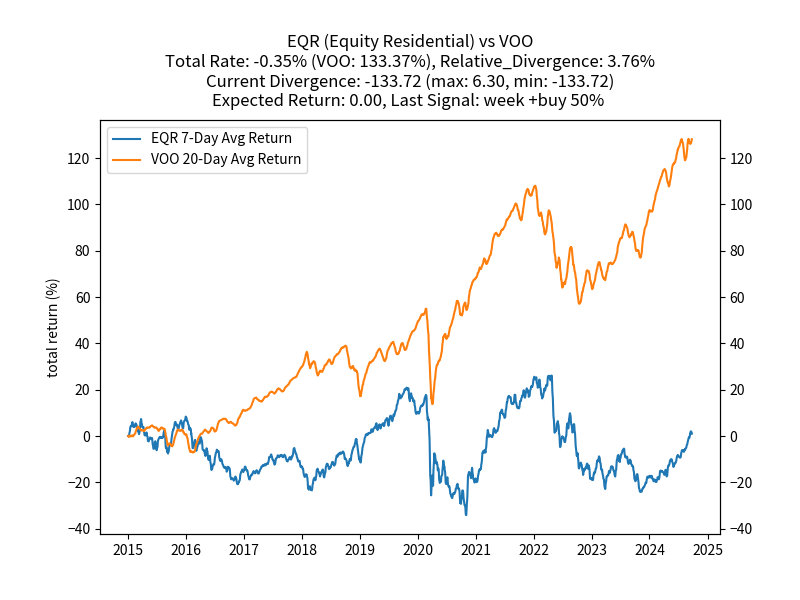 EQR (Equity Residential) vs VOO
Total Rate: -0.35% (VOO: 133.37%), Relative_Divergence: 3.76%
Current Divergence: -133.72 (max: 6.30, min: -133.72)
Expected Return: 0.00, Last Signal: week +buy 50%
EQR 7-Day Avg Return
VOO 20-Day Avg Return
total return (%)
120
100
80
60
40
20
0
−20
−40
120
100
80
60
40
20
0
−20
−40
2015 2016 2017 2018 2019 2020 2021 2022 2023 2024 2025